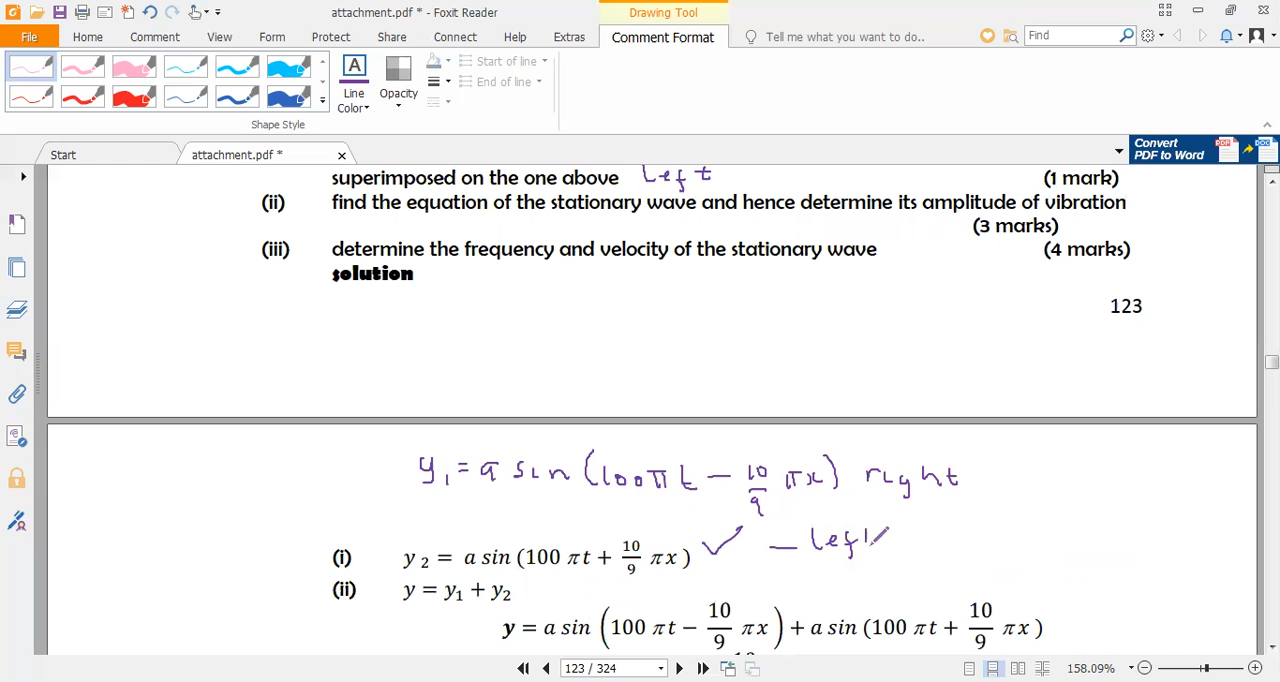 attachment.pdf * - Foxit Reader
Drawing Tool
File Home Comment View Form Protect Share Connect Help Extras Comment Format Tell me what you want to do... Find
A
Line Color
Opacity
Start of line
End of line
Shape Style
Start
attachment.pdf *
Convert PDF to Word
superimposed on the one above left (1 mark)
(ii) find the equation of the stationary wave and hence determine its amplitude of vibration
(3 marks)
(iii) determine the frequency and velocity of the stationary wave (4 marks)
solution
123
y₁ = a sin (100πt − 10/9 πx) right
(i) y ₂ = a sin (100 πt + 10/9 πx) ✓ — left
(ii) y = y₁ + y₂
y = a sin (100 πt − 10/9 πx) + a sin (100 πt + 10/9 πx)
123 / 324
158.09%